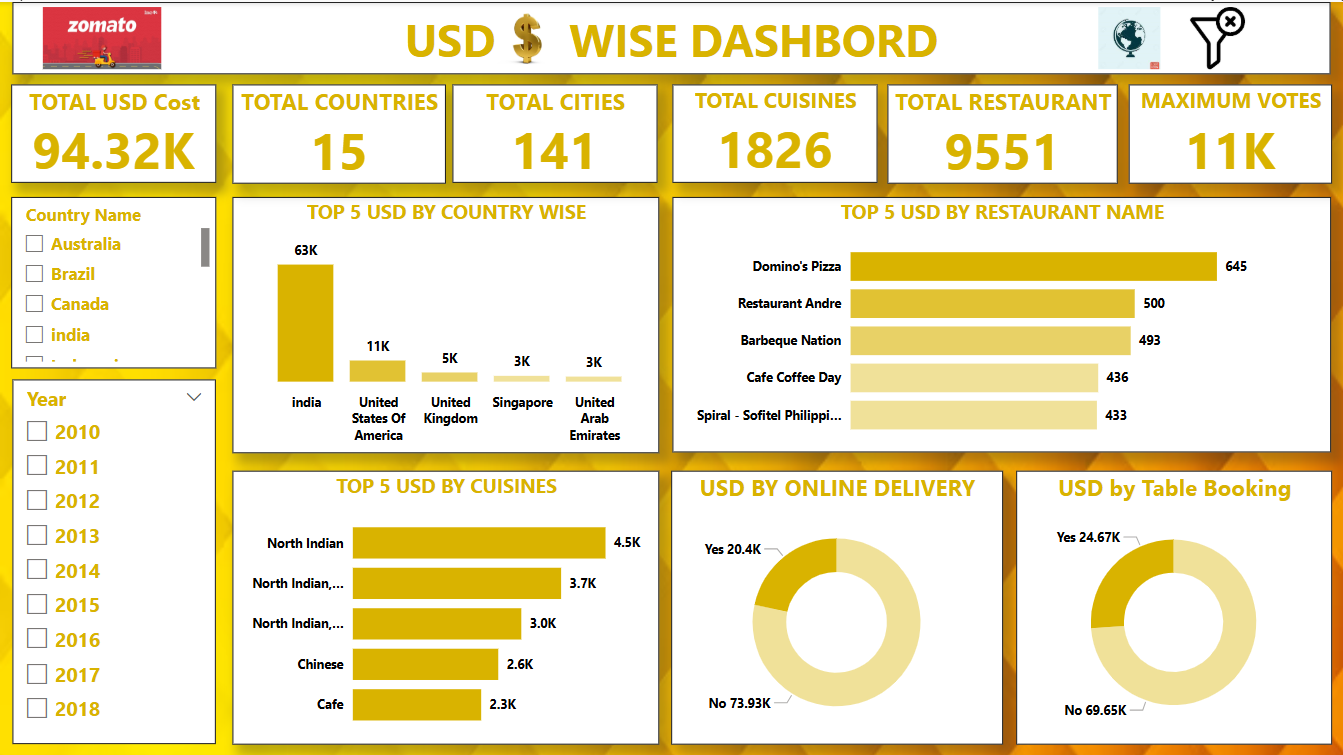 zomato
USD WISE DASHBORD
TOTAL USD Cost
94.32K
TOTAL COUNTRIES
15
TOTAL CITIES
141
TOTAL CUISINES
1826
TOTAL RESTAURANT
9551
MAXIMUM VOTES
11K
Country Name
Australia
Brazil
Canada
india
Year
2010
2011
2012
2013
2014
2015
2016
2017
2018
TOP 5 USD BY COUNTRY WISE
63K
11K
5K
3K
3K
india
United States Of America
United Kingdom
Singapore
United Arab Emirates
TOP 5 USD BY RESTAURANT NAME
Domino's Pizza 645
Restaurant Andre 500
Barbeque Nation 493
Cafe Coffee Day 436
Spiral - Sofitel Philippi... 433
TOP 5 USD BY CUISINES
North Indian 4.5K
North Indian,... 3.7K
North Indian,... 3.0K
Chinese 2.6K
Cafe 2.3K
USD BY ONLINE DELIVERY
Yes 20.4K
No 73.93K
USD by Table Booking
Yes 24.67K
No 69.65K